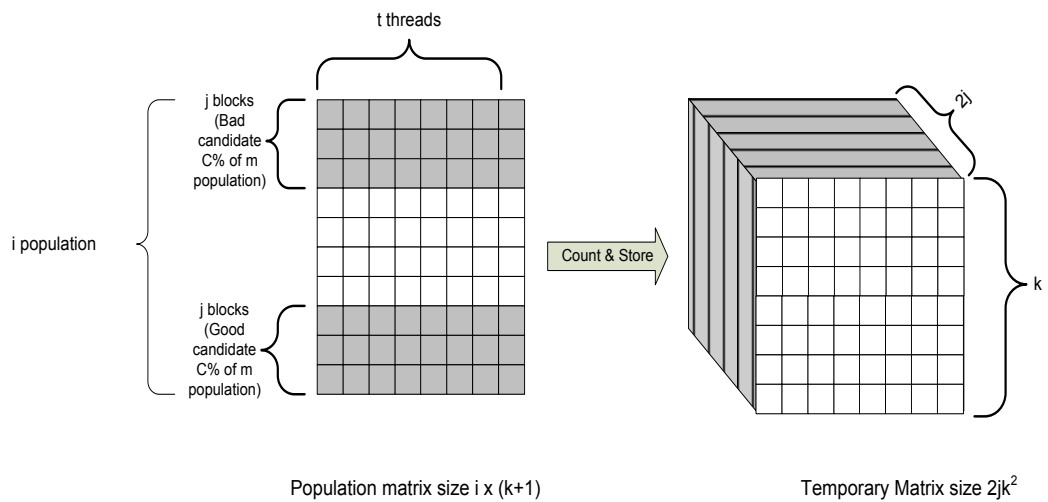 t threads
j blocks
(Bad
candidate
C% of m
population)
i population
j blocks
(Good
candidate
C% of m
population)
Count & Store
2j
k
Population matrix size i x (k+1)
Temporary Matrix size 2jk²